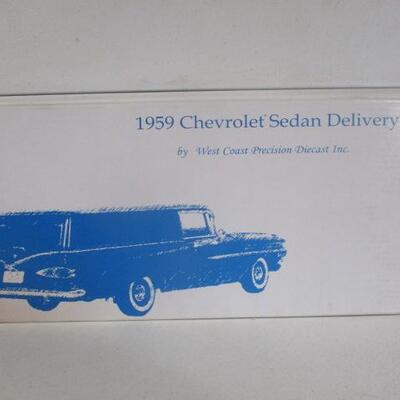 1959 Chevrolet Sedan Delivery
by West Coast Precision Diecast Inc.